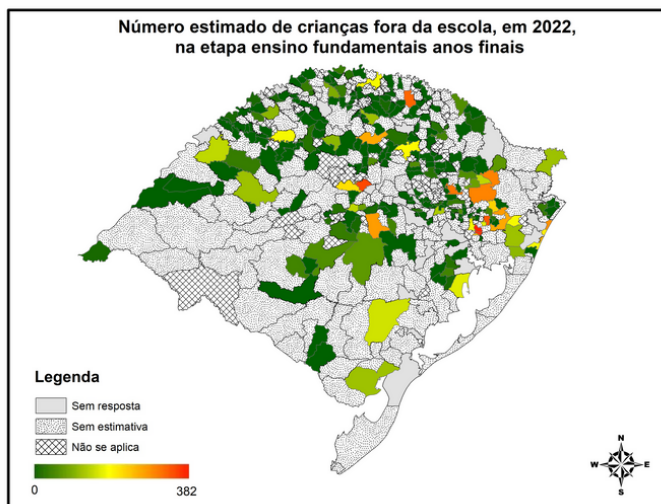 Número estimado de crianças fora da escola, em 2022,
na etapa ensino fundamentais anos finais
Legenda
Sem resposta
Sem estimativa
Não se aplica
0
382
N
W E
S